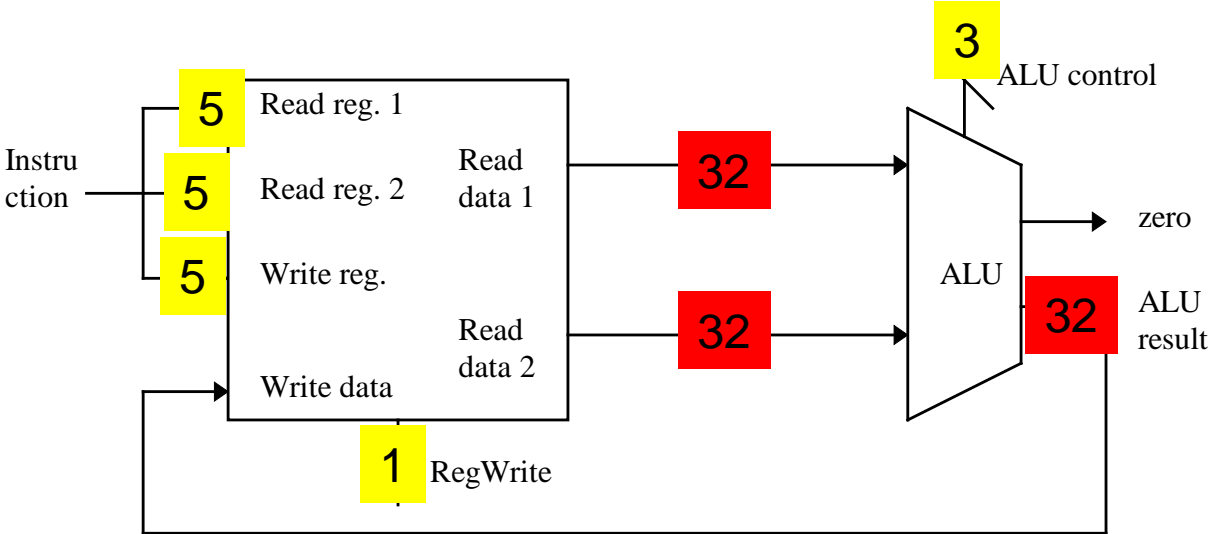 3
ALU control
5
Read reg. 1
Instru
ction
5
Read reg. 2
Read
data 1
32
zero
5
Write reg.
ALU
32
ALU
result
Read
data 2
32
Write data
1
RegWrite